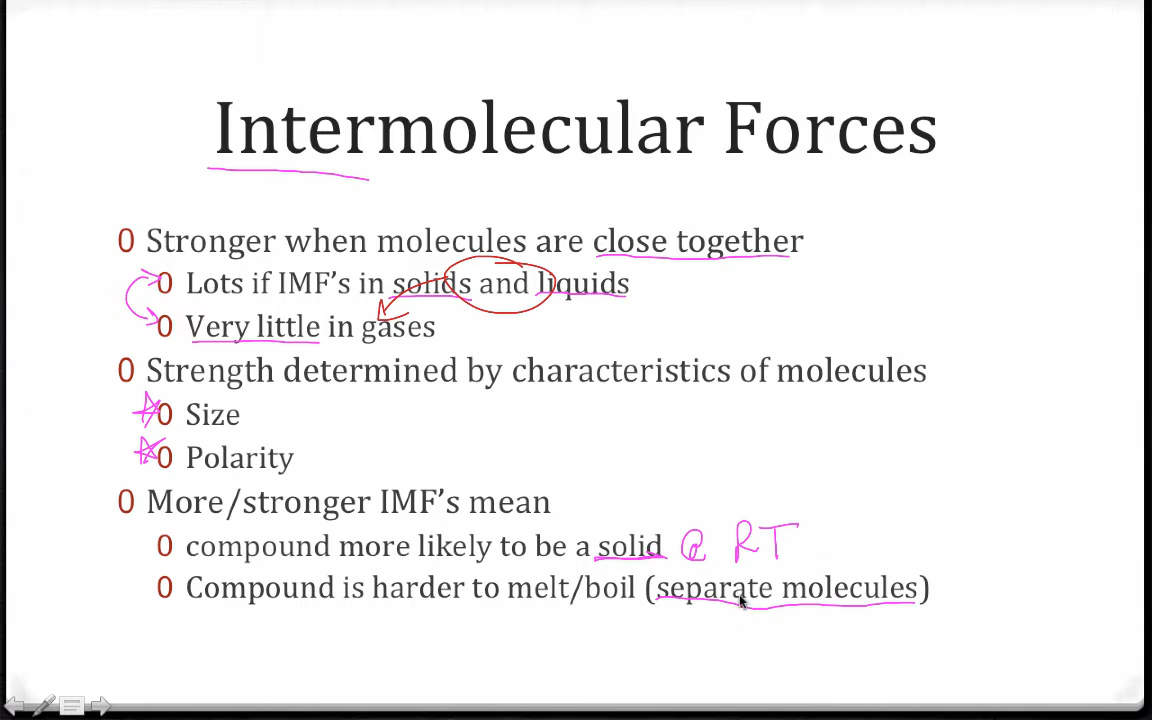 Intermolecular Forces
0 Stronger when molecules are close together
0 Lots if IMF's in solids and liquids
0 Very little in gases
0 Strength determined by characteristics of molecules
0 Size
0 Polarity
0 More/stronger IMF's mean
0 compound more likely to be a solid @ RT
0 Compound is harder to melt/boil (separate molecules)